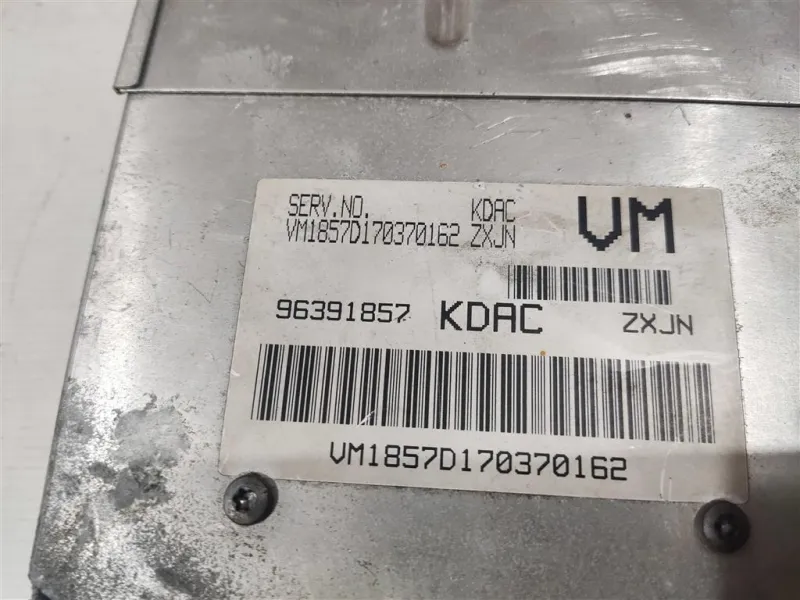 SERV.NO. KDAC VM
VM1857D170370162 ZXJN
96391857 KDAC ZXJN
VM1857D170370162